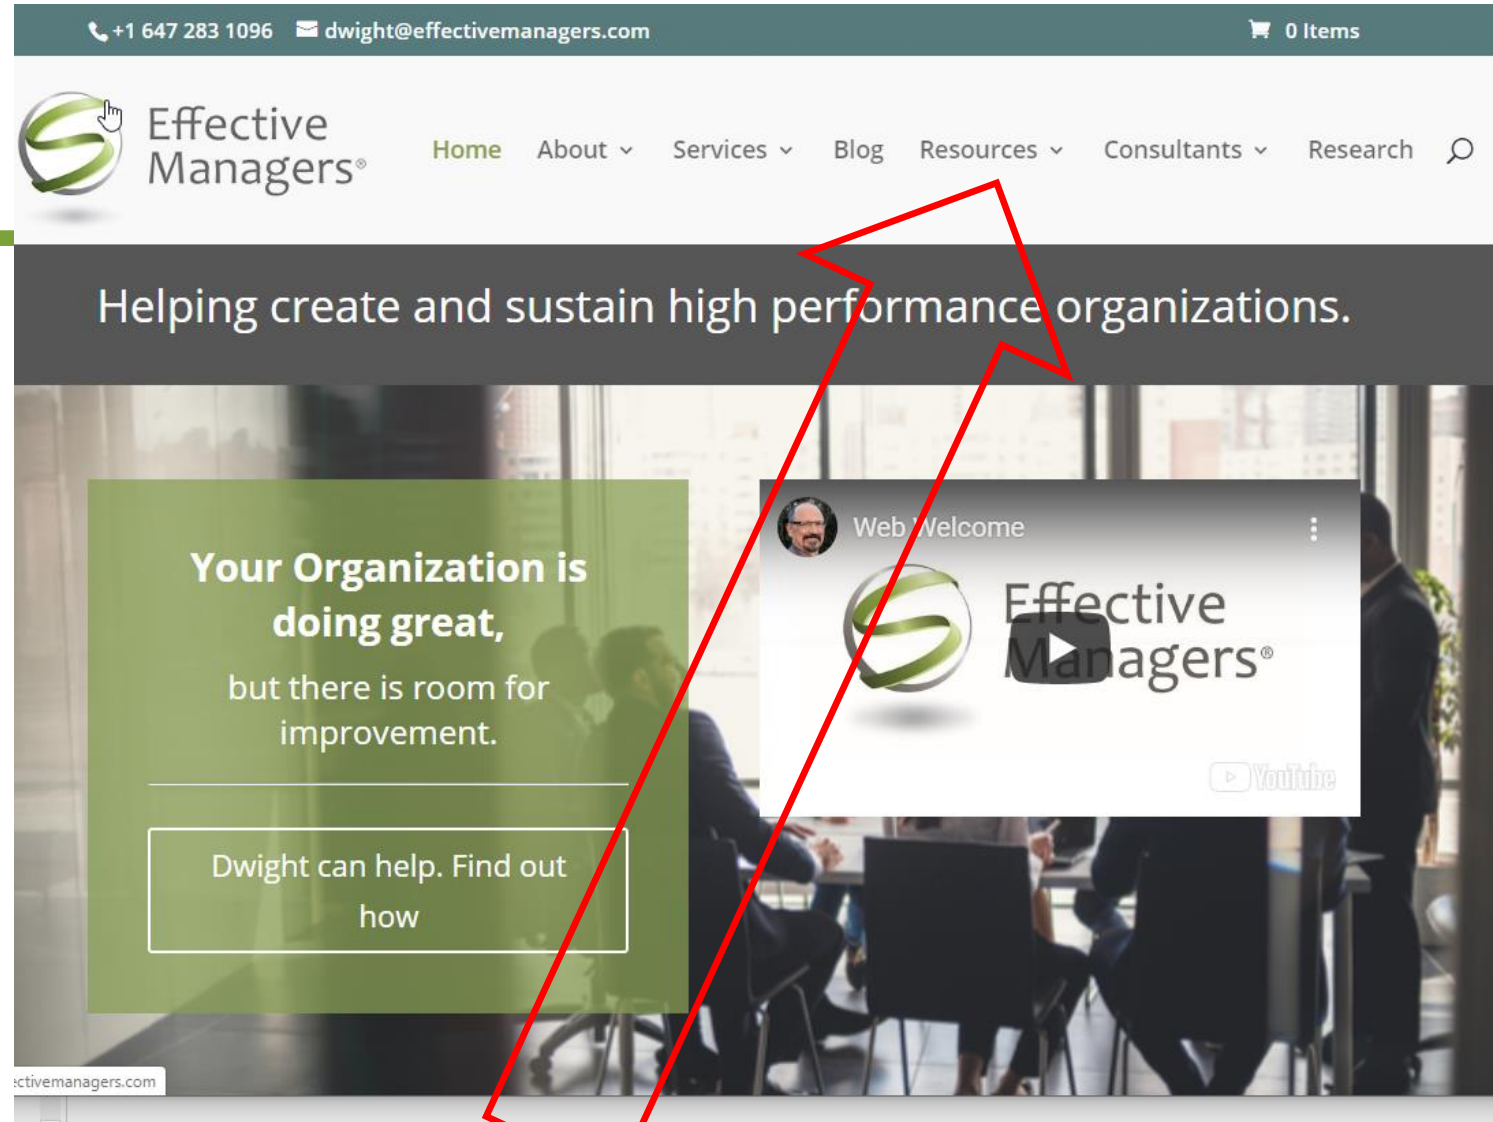 +1 647 283 1096 dwight@effectivemanagers.com 0 Items
Effective
Managers®
Home About Services Blog Resources Consultants Research
Helping create and sustain high performance organizations.
Your Organization is
doing great,
but there is room for
improvement.
Dwight can help. Find out
how
Web Welcome
Effective
Managers®
YouTube
ectivemanagers.com